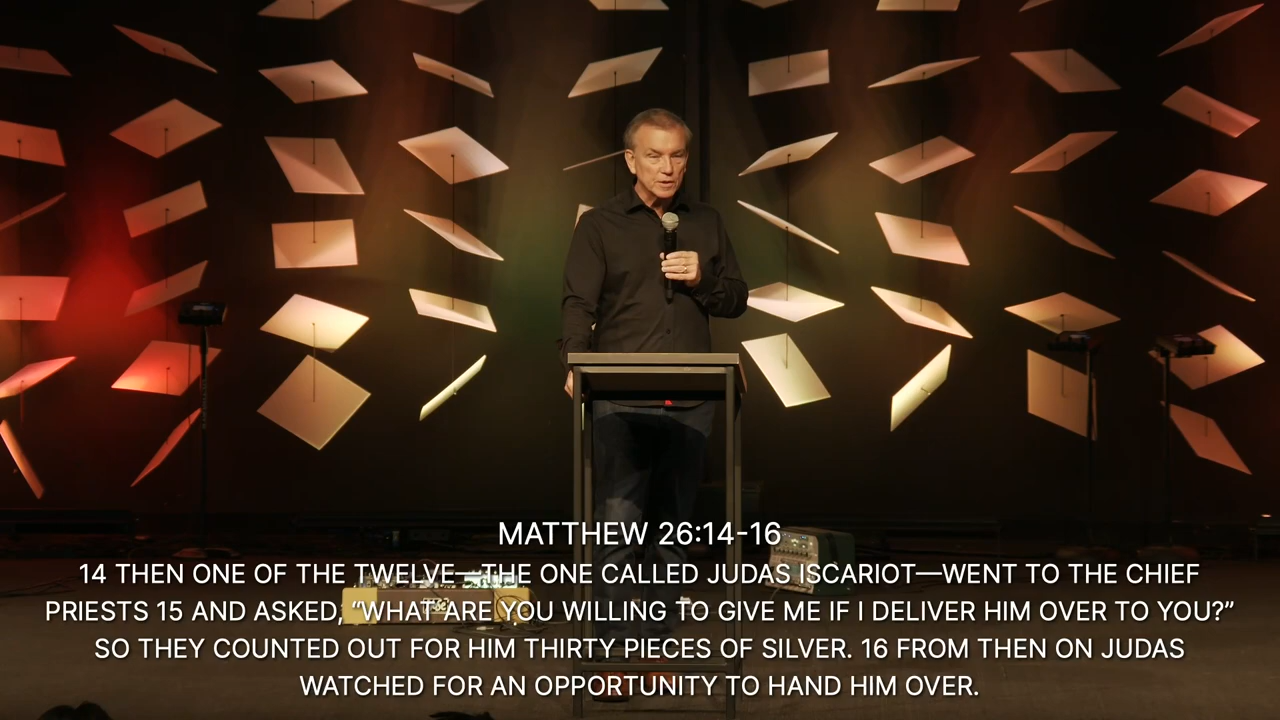 MATTHEW 26:14-16
14 THEN ONE OF THE TWELVE—THE ONE CALLED JUDAS ISCARIOT—WENT TO THE CHIEF
PRIESTS 15 AND ASKED, “WHAT ARE YOU WILLING TO GIVE ME IF I DELIVER HIM OVER TO YOU?”
SO THEY COUNTED OUT FOR HIM THIRTY PIECES OF SILVER. 16 FROM THEN ON JUDAS
WATCHED FOR AN OPPORTUNITY TO HAND HIM OVER.